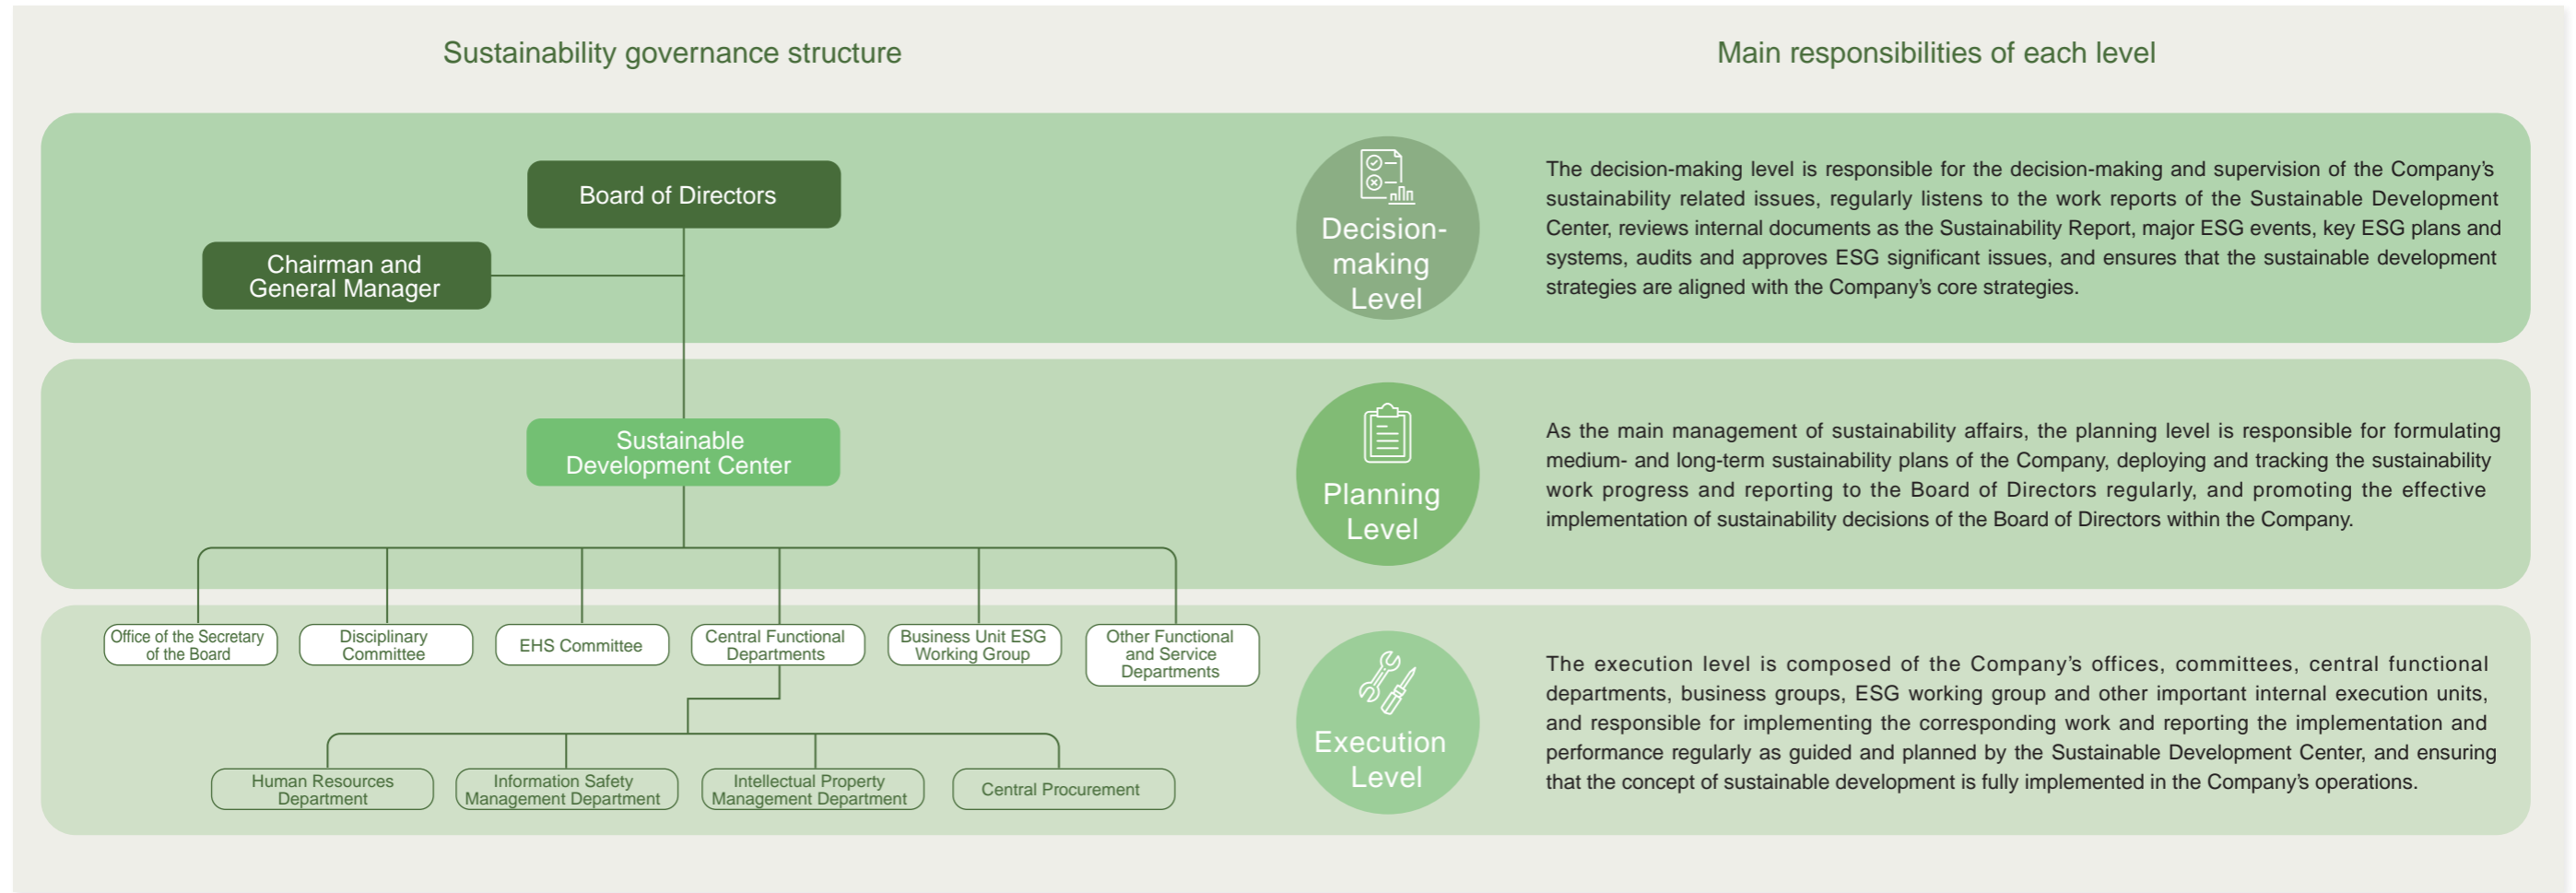 Sustainability governance structure
Main responsibilities of each level
Board of Directors
Chairman and
General Manager
Decision-
making
Level
The decision-making level is responsible for the decision-making and supervision of the Company's
sustainability related issues, regularly listens to the work reports of the Sustainable Development
Center, reviews internal documents as the Sustainability Report, major ESG events, key ESG plans and
systems, audits and approves ESG significant issues, and ensures that the sustainable development
strategies are aligned with the Company's core strategies.
Sustainable
Development Center
Planning
Level
As the main management of sustainability affairs, the planning level is responsible for formulating
medium- and long-term sustainability plans of the Company, deploying and tracking the sustainability
work progress and reporting to the Board of Directors regularly, and promoting the effective
implementation of sustainability decisions of the Board of Directors within the Company.
Office of the Secretary
of the Board
Disciplinary
Committee
EHS Committee
Central Functional
Departments
Business Unit ESG
Working Group
Other Functional
and Service
Departments
Human Resources
Department
Information Safety
Management Department
Intellectual Property
Management Department
Central Procurement
Execution
Level
The execution level is composed of the Company's offices, committees, central functional
departments, business groups, ESG working group and other important internal execution units,
and responsible for implementing the corresponding work and reporting the implementation and
performance regularly as guided and planned by the Sustainable Development Center, and ensuring
that the concept of sustainable development is fully implemented in the Company's operations.